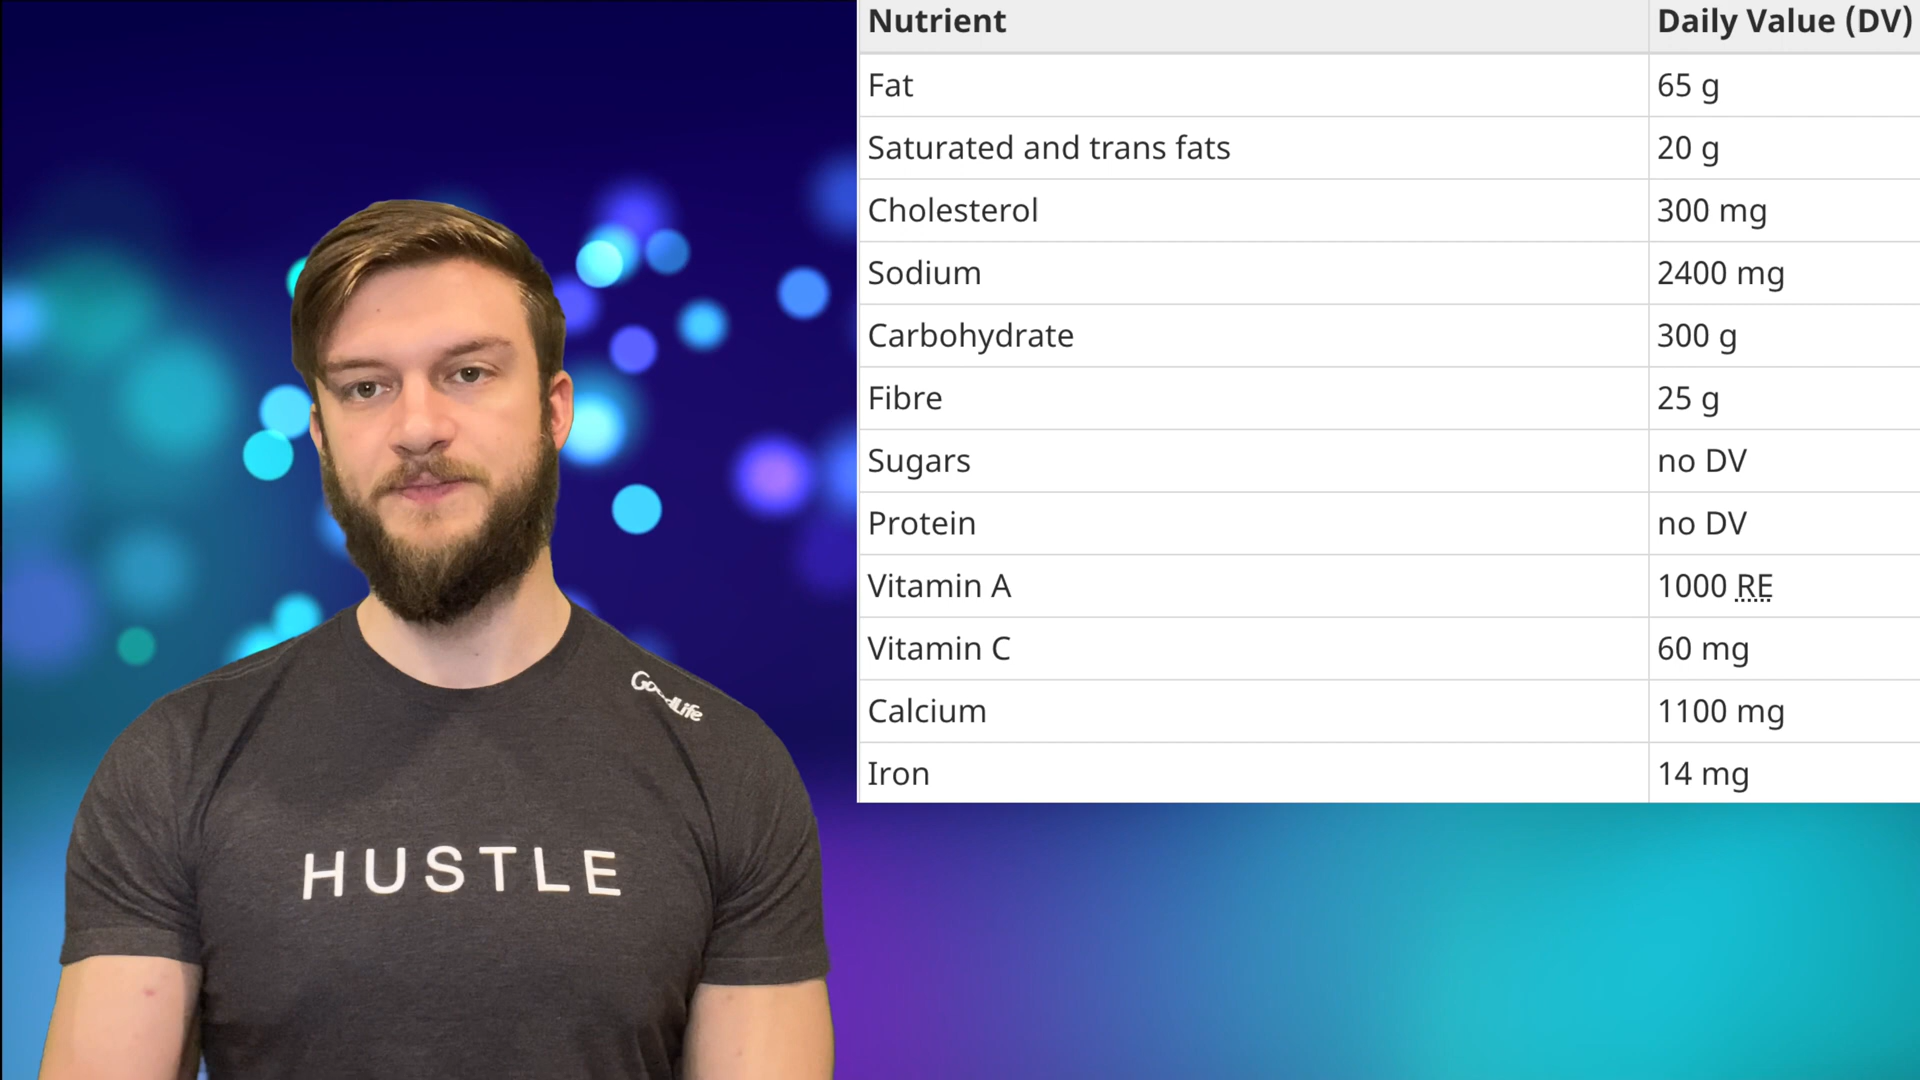 Nutrient Daily Value (DV)
Fat 65 g
Saturated and trans fats 20 g
Cholesterol 300 mg
Sodium 2400 mg
Carbohydrate 300 g
Fibre 25 g
Sugars no DV
Protein no DV
Vitamin A 1000 RE
Vitamin C 60 mg
Calcium 1100 mg
Iron 14 mg
GoodLife
HUSTLE